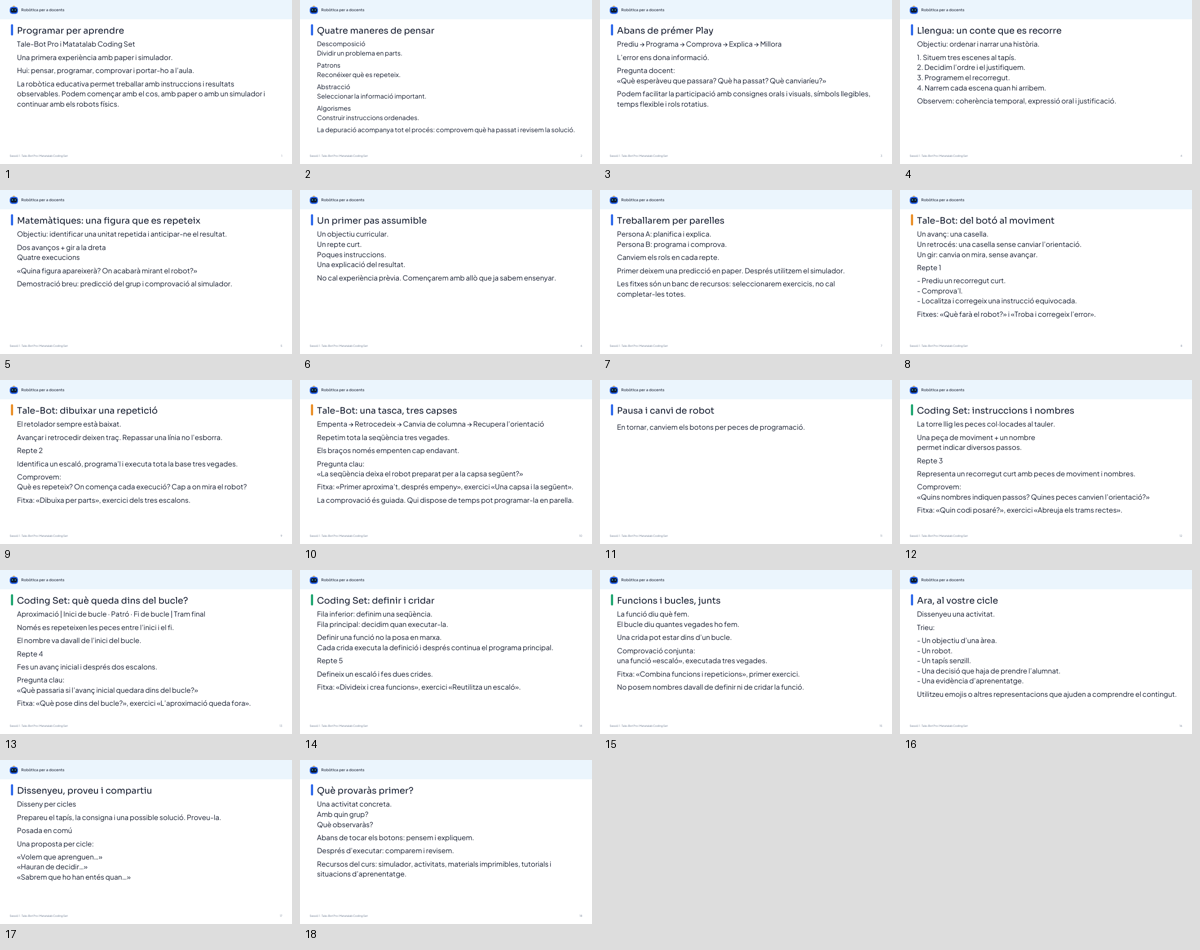 Robòtica per a docents
Programar per aprendre
Tale-Bot Pro i Matatalab Coding Set
Una primera experiència amb paper i simulador.
Hui: pensar, programar, comprovar i portar-ho a l'aula.
La robòtica educativa permet treballar amb instruccions i resultats
observables. Podem començar amb el cos, amb paper o amb un simulador i
continuar amb els robots físics.
1
Robòtica per a docents
Quatre maneres de pensar
Descomposició
Dividir un problema en parts.
Patrons
Reconéixer què es repeteix.
Abstracció
Seleccionar la informació important.
Algorismes
Construir instruccions ordenades.
La depuració acompanya tot el procés: comprovem què ha passat i revisem la solució.
2
Robòtica per a docents
Abans de prémer Play
Prediu → Programa → Comprova → Explica → Millora
L'error ens dona informació.
Pregunta docent:
«Què esperàveu que passara? Què ha passat? Què canviaríeu?»
Podem facilitar la participació amb consignes orals i visuals, símbols llegibles,
temps flexible i rols rotatius.
3
Robòtica per a docents
Llengua: un conte que es recorre
Objectiu: ordenar i narrar una història.
1. Situem tres escenes al tapís.
2. Decidim l'ordre i el justifiquem.
3. Programem el recorregut.
4. Narrem cada escena quan hi arribem.
Observem: coherència temporal, expressió oral i justificació.
4
Robòtica per a docents
Matemàtiques: una figura que es repeteix
Objectiu: identificar una unitat repetida i anticipar-ne el resultat.
Dos avanços + gir a la dreta
Quatre execucions
«Quina figura apareixerà? On acabarà mirant el robot?»
Demostració breu: predicció del grup i comprovació al simulador.
5
Robòtica per a docents
Un primer pas assumible
Un objectiu curricular.
Un repte curt.
Poques instruccions.
Una explicació del resultat.
No cal experiència prèvia. Començarem amb allò que ja sabem ensenyar.
6
Robòtica per a docents
Treballarem per parelles
Persona A: planifica i explica.
Persona B: programa i comprova.
Canviem els rols en cada repte.
Primer deixem una predicció en paper. Després utilitzem el simulador.
Les fitxes són un banc de recursos: seleccionarem exercicis, no cal
completar-les totes.
7
Robòtica per a docents
Tale-Bot: del botó al moviment
Un avanç: una casella.
Un retrocés: una casella sense canviar l'orientació.
Un gir: canvia on mira, sense avançar.
Repte 1
- Prediu un recorregut curt.
- Comprova'l.
- Localitza i corregeix una instrucció equivocada.
Fitxes: «Què farà el robot?» i «Troba i corregeix l'error».
8
Robòtica per a docents
Tale-Bot: dibuixar una repetició
El retolador sempre està baixat.
Avançar i retrocedir deixen traç. Repassar una línia no l'esborra.
Repte 2
Identifica un escaló, programa'l i executa tota la base tres vegades.
Comprovem:
Què es repeteix? On comença cada execució? Cap a on mira el robot?
Fitxa: «Dibuixa per parts», exercici dels tres escalons.
9
Robòtica per a docents
Tale-Bot: una tasca, tres capses
Empenta → Retrocedeix → Canvia de columna → Recupera l'orientació
Repetim tota la seqüència tres vegades.
Els braços només empenten cap endavant.
Pregunta clau:
«La seqüència deixa el robot preparat per a la capsa següent?»
Fitxa: «Primer aproxima't, després empeny», exercici «Una capsa i la següent».
La comprovació és guiada. Qui dispose de temps pot programar-la en parella.
10
Robòtica per a docents
Pausa i canvi de robot
En tornar, canviem els botons per peces de programació.
11
Robòtica per a docents
Coding Set: instruccions i nombres
La torre llig les peces col·locades al tauler.
Una peça de moviment + un nombre
permet indicar diversos passos.
Repte 3
Representa un recorregut curt amb peces de moviment i nombres.
Comprovem:
«Quins nombres indiquen passos? Quines peces canvien l'orientació?»
Fitxa: «Quin codi posaré?», exercici «Abreuja els trams rectes».
12
Robòtica per a docents
Coding Set: què queda dins del bucle?
Aproximació | Inici de bucle · Patró · Fi de bucle | Tram final
Només es repeteixen les peces entre l'inici i el fi.
El nombre va davall de l'inici del bucle.
Repte 4
Fes un avanç inicial i després dos escalons.
Pregunta clau:
«Què passaria si l'avanç inicial quedara dins del bucle?»
Fitxa: «Què pose dins del bucle?», exercici «L'aproximació queda fora».
13
Robòtica per a docents
Coding Set: definir i cridar
Fila inferior: definim una seqüència.
Fila principal: decidim quan executar-la.
Definir una funció no la posa en marxa.
Cada crida executa la definició i després continua el programa principal.
Repte 5
Defineix un escaló i fes dues crides.
Fitxa: «Divideix i crea funcions», exercici «Reutilitza un escaló».
14
Robòtica per a docents
Funcions i bucles, junts
La funció diu què fem.
El bucle diu quantes vegades ho fem.
Una crida pot estar dins d'un bucle.
Comprovació conjunta:
una funció «escaló», executada tres vegades.
Fitxa: «Combina funcions i repeticions», primer exercici.
No posem nombres davall de definir ni de cridar la funció.
15
Robòtica per a docents
Ara, al vostre cicle
Dissenyeu una activitat.
Trieu:
- Un objectiu d'una àrea.
- Un robot.
- Un tapís senzill.
- Una decisió que haja de prendre l'alumnat.
- Una evidència d'aprenentatge.
Utilitzeu emojis o altres representacions que ajuden a comprendre el contingut.
16
Robòtica per a docents
Dissenyeu, proveu i compartiu
Disseny per cicles
Prepareu el tapís, la consigna i una possible solució. Proveu-la.
Posada en comú
Una proposta per cicle:
«Volem que aprenguen...»
«Hauran de decidir...»
«Sabrem que ho han entés quan...»
17
Robòtica per a docents
Què provaràs primer?
Una activitat concreta.
Amb quin grup?
Què observaràs?
Abans de tocar els botons: pensem i expliquem.
Després d'executar: comparem i revisem.
Recursos del curs: simulador, activitats, materials imprimibles, tutorials i
situacions d'aprenentatge.
18